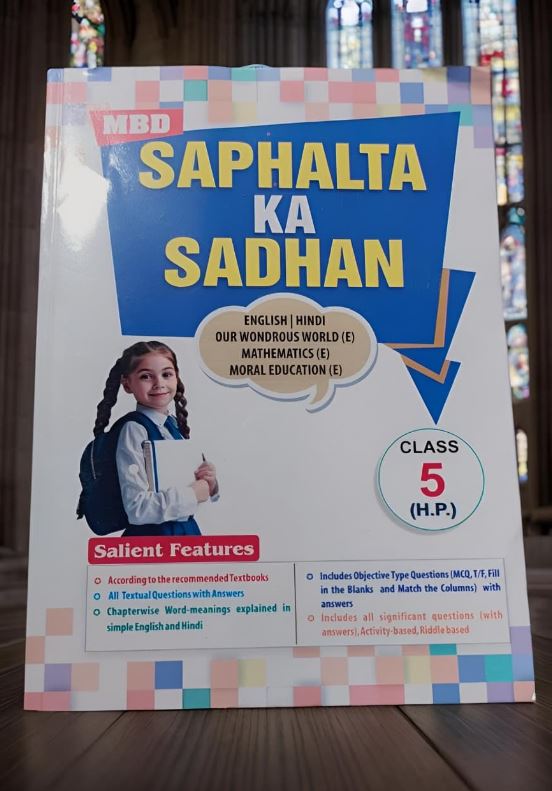 MBD
SAPHALTA
KA
SADHAN
ENGLISH | HINDI
OUR WONDROUS WORLD (E)
MATHEMATICS (E)
MORAL EDUCATION (E)
CLASS
5
(H.P.)
Salient Features
According to the recommended Textbooks
All Textual Questions with Answers
Chapterwise Word-meanings explained in
simple English and Hindi
Includes Objective Type Questions (MCQ, T/F, Fill
in the Blanks and Match the Columns) with
answers
Includes all significant questions (with
answers), Activity-based, Riddle based